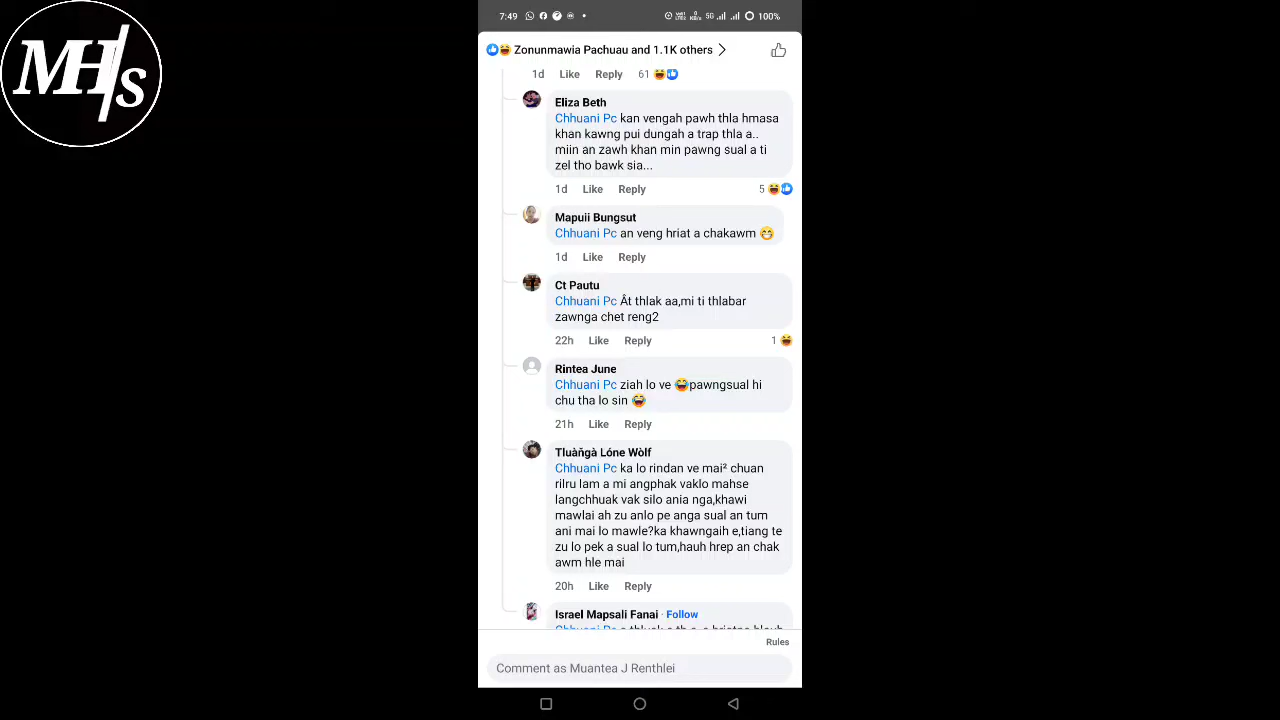 MHS
7:49
100%
Zonunmawia Pachuau and 1.1K others
1d Like Reply 61
Eliza Beth
Chhuani Pc kan vengah pawh thla hmasa
khan kawng pui dungah a trap thla a..
miin an zawh khan min pawng sual a ti
zel tho bawk sia...
1d Like Reply 5
Mapuii Bungsut
Chhuani Pc an veng hriat a chakawm 😁
1d Like Reply
Ct Pautu
Chhuani Pc Ât thlak aa,mi ti thlabar
zawnga chet reng2
22h Like Reply 1
Rintea June
Chhuani Pc ziah lo ve 😂pawngsual hi
chu tha lo sin 😂
21h Like Reply
Tluàňgà Lóne Wòlf
Chhuani Pc ka lo rindan ve mai² chuan
rilru lam a mi angphak vaklo mahse
langchhuak vak silo ania nga,khawi
mawlai ah zu anlo pe anga sual an tum
ani mai lo mawle?ka khawngaih e,tiang te
zu lo pek a sual lo tum,hauh hrep an chak
awm hle mai
20h Like Reply
Israel Mapsali Fanai · Follow
Chhuani Pc
Rules
Comment as Muantea J Renthlei